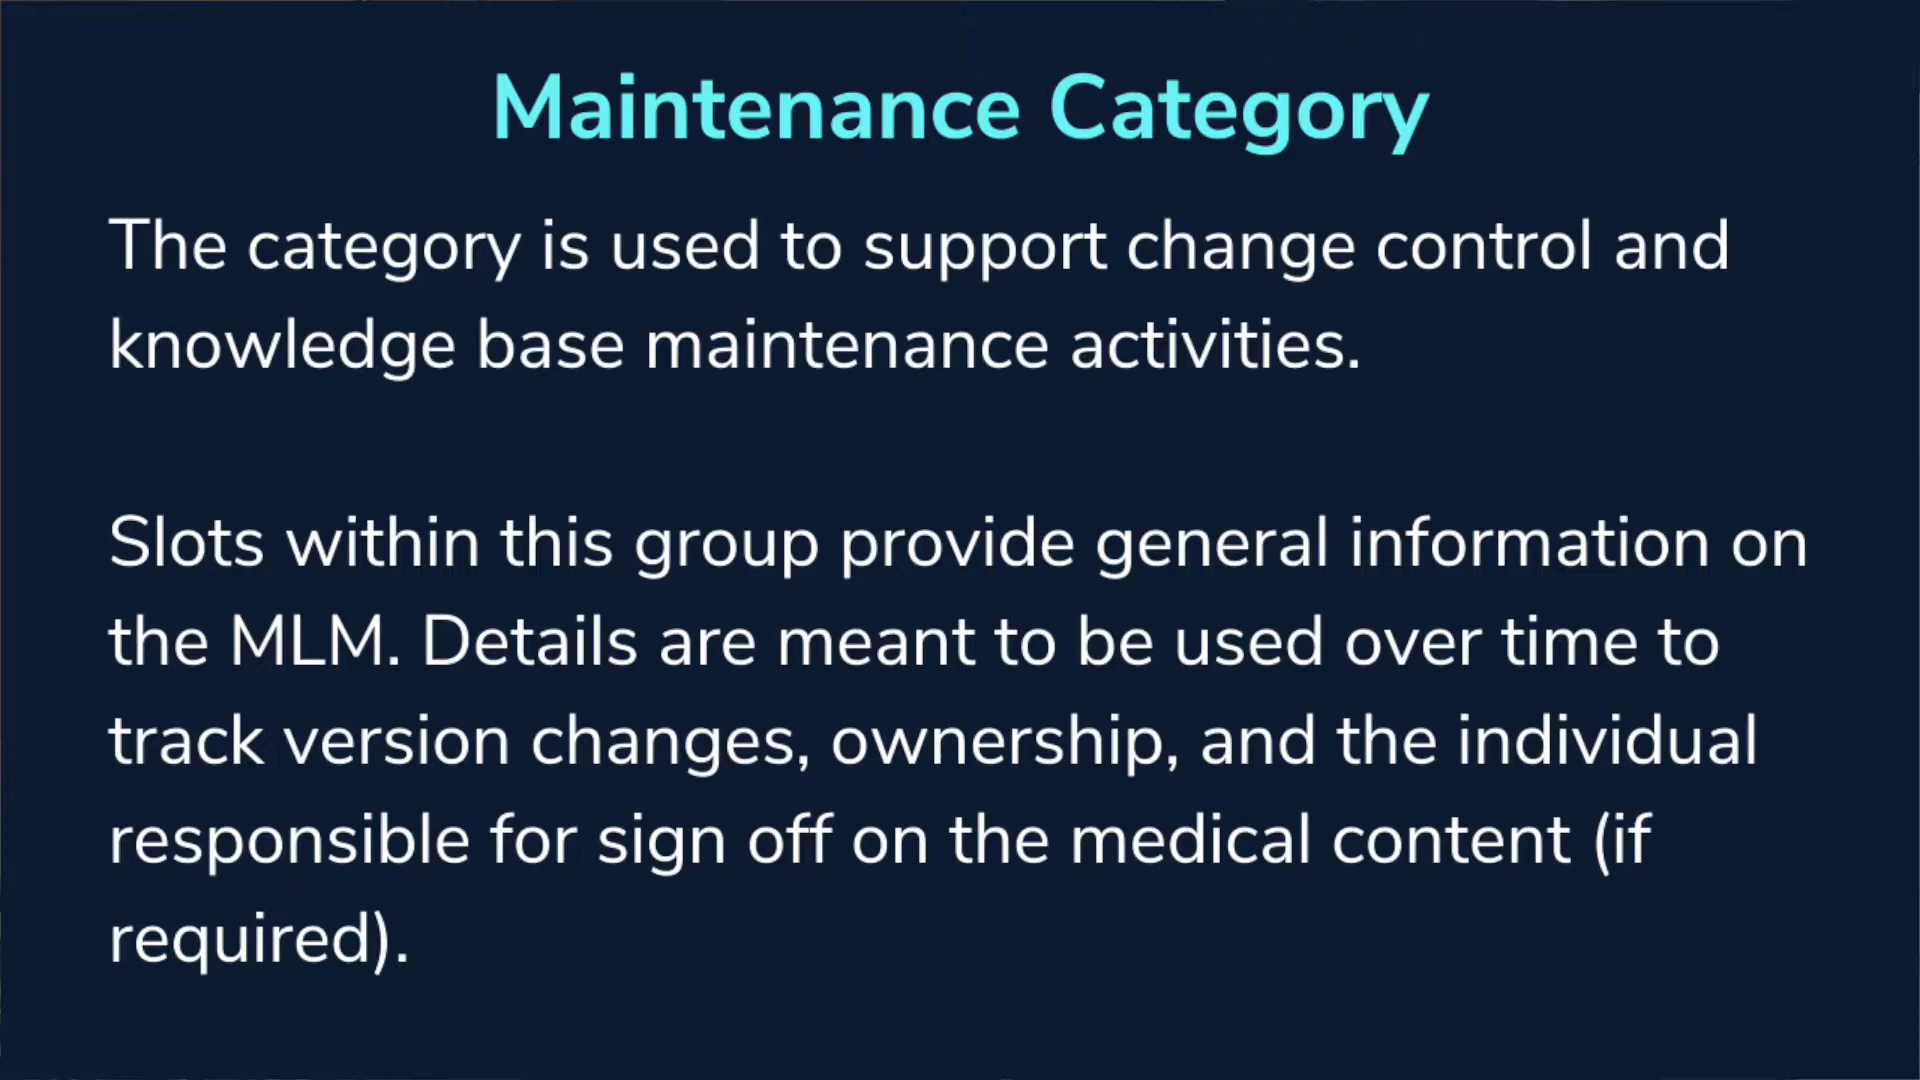 Maintenance Category
The category is used to support change control and
knowledge base maintenance activities.
Slots within this group provide general information on
the MLM. Details are meant to be used over time to
track version changes, ownership, and the individual
responsible for sign off on the medical content (if
required).